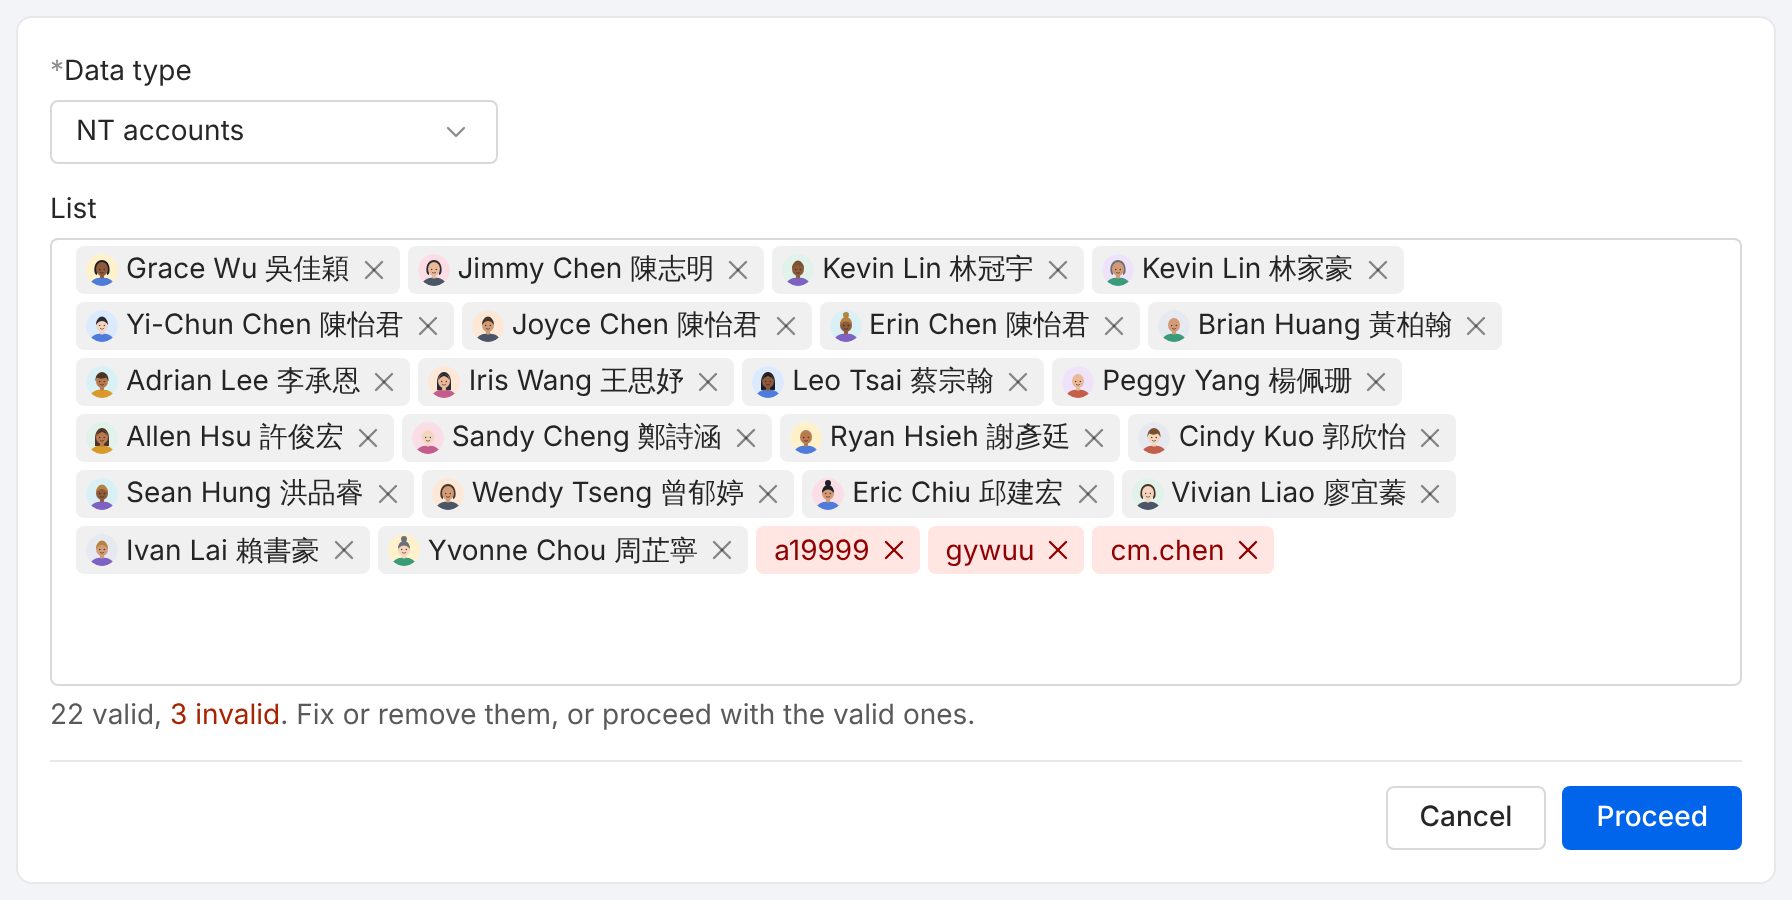 *Data type
NT accounts
List
Grace Wu 吳佳穎 Jimmy Chen 陳志明 Kevin Lin 林冠宇 Kevin Lin 林家豪
Yi-Chun Chen 陳怡君 Joyce Chen 陳怡君 Erin Chen 陳怡君 Brian Huang 黃柏翰
Adrian Lee 李承恩 Iris Wang 王思妤 Leo Tsai 蔡宗翰 Peggy Yang 楊佩珊
Allen Hsu 許俊宏 Sandy Cheng 鄭詩涵 Ryan Hsieh 謝彥廷 Cindy Kuo 郭欣怡
Sean Hung 洪品睿 Wendy Tseng 曾郁婷 Eric Chiu 邱建宏 Vivian Liao 廖宜蓁
Ivan Lai 賴書豪 Yvonne Chou 周芷寧 a19999 gywuu cm.chen
22 valid, 3 invalid. Fix or remove them, or proceed with the valid ones.
Cancel Proceed